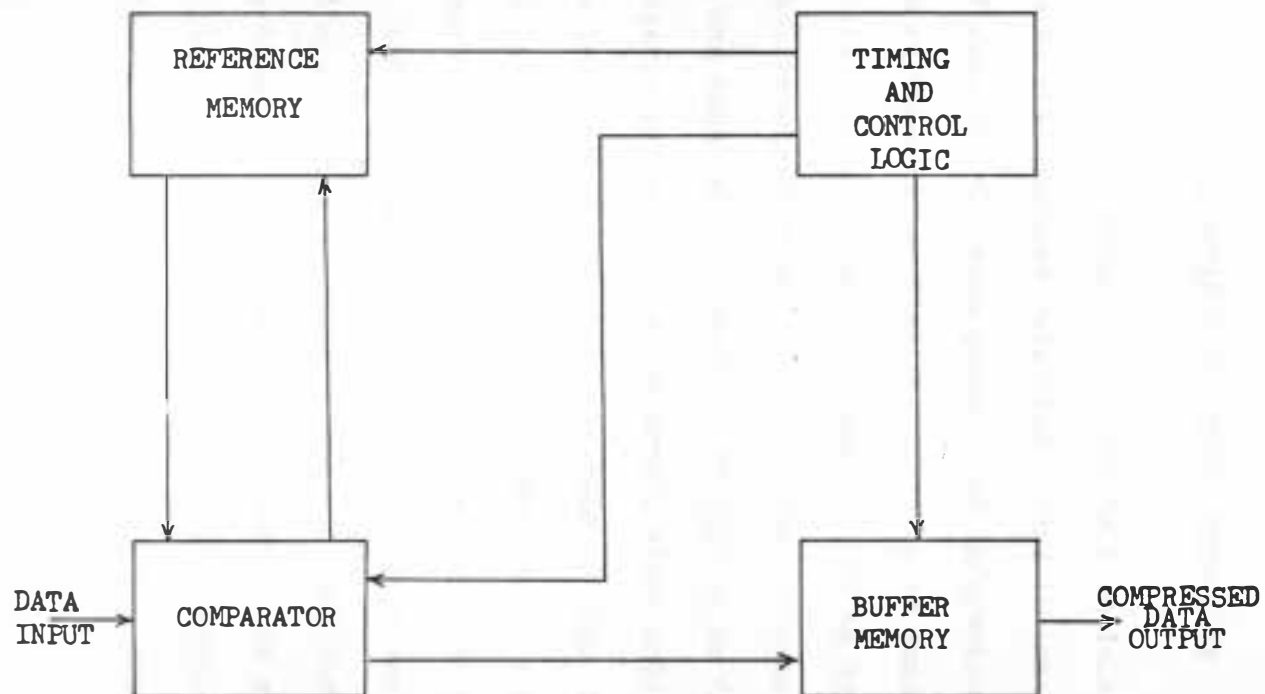 REFERENCE
MEMORY
TIMING
AND
CONTROL
LOGIC
DATA
INPUT
COMPARATOR
BUFFER
MEMORY
COMPRESSED
DATA
OUTPUT